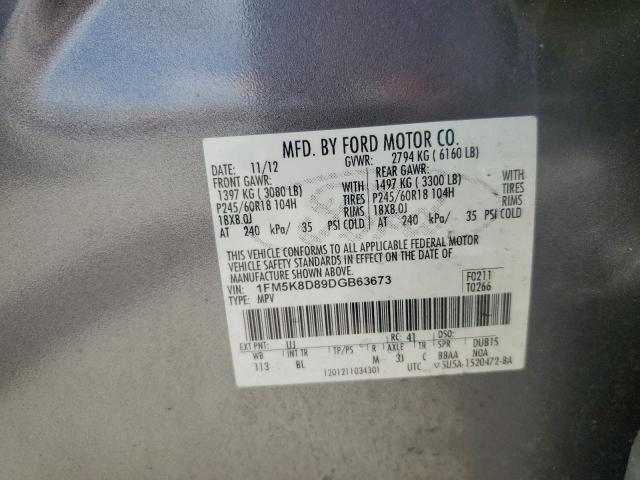 MFD. BY FORD MOTOR CO.
DATE: 11/12 GVWR: 2794 KG ( 6160 LB)
FRONT GAWR: REAR GAWR:
1397 KG ( 3080 LB) WITH 1497 KG ( 3300 LB) WITH
P245/60R18 104H TIRES P245/60R18 104H TIRES
18X8.0J RIMS 18X8.0J RIMS
AT 240 kPa/ 35 PSI COLD AT 240 kPa/ 35 PSI COLD
THIS VEHICLE CONFORMS TO ALL APPLICABLE FEDERAL MOTOR
VEHICLE SAFETY STANDARDS IN EFFECT ON THE DATE OF
MANUFACTURE SHOWN ABOVE.
VIN: 1FM5K8D89DGB63673 F0211
TYPE: MPV T0266
EXT PNT: UJ RC: 41 DSO:
WB INT TR TP/PS R AXLE TR SPR DUB15
113 BL M 31 C BBAA NOA
1201211034301 UTC 5U5A-1520472-BA